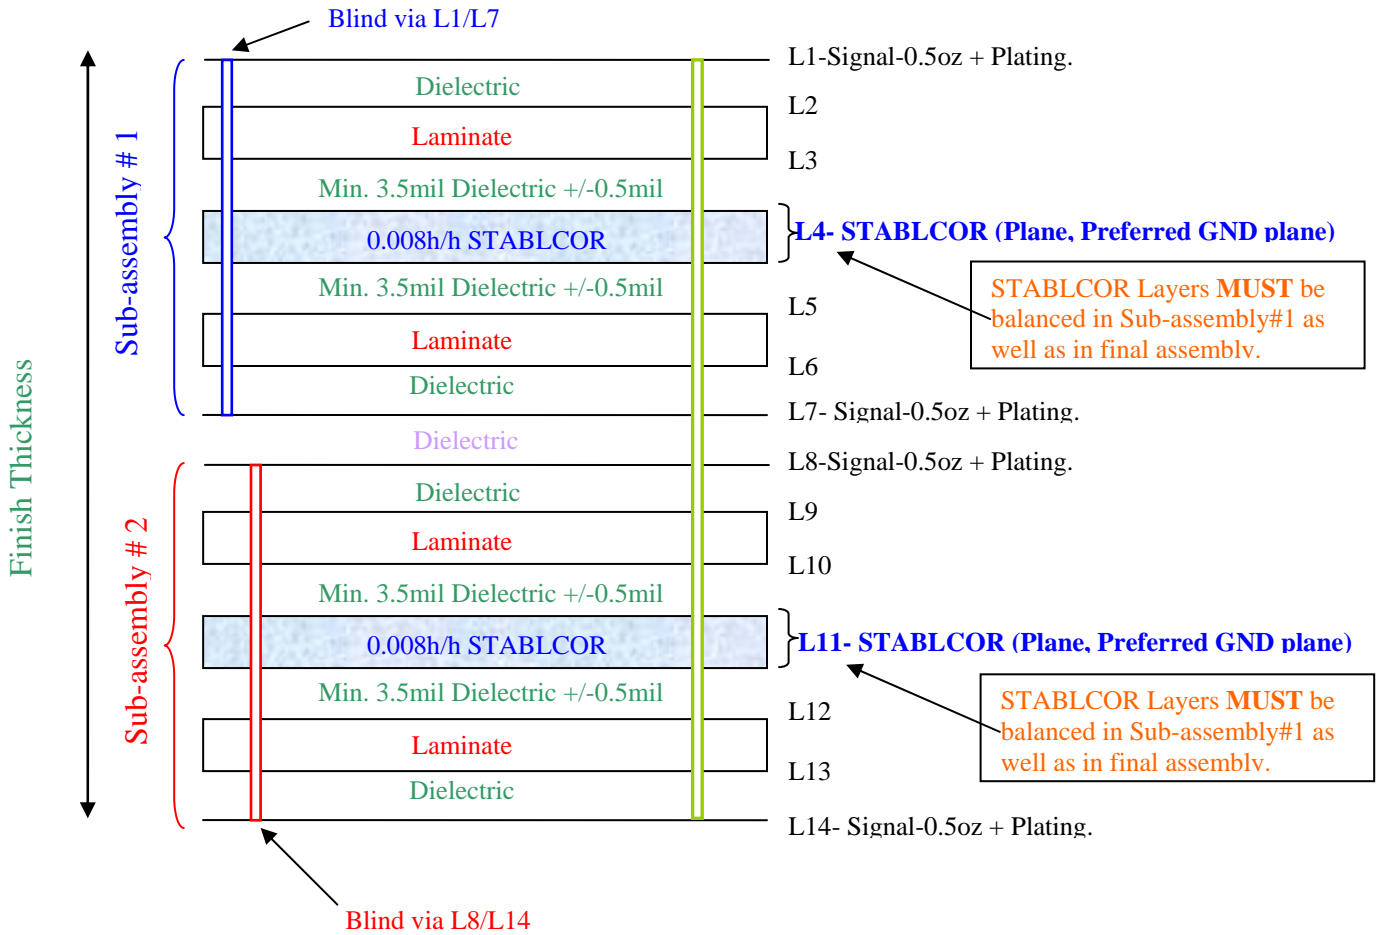 Blind via L1/L7
L1-Signal-0.5oz + Plating.
Dielectric
L2
Laminate
L3
Min. 3.5mil Dielectric +/-0.5mil
0.008h/h STABLCOR
L4- STABLCOR (Plane, Preferred GND plane)
Min. 3.5mil Dielectric +/-0.5mil
STABLCOR Layers MUST be
balanced in Sub-assembly#1 as
well as in final assembly.
L5
Laminate
L6
Dielectric
L7- Signal-0.5oz + Plating.
Sub-assembly # 1
Finish Thickness
Dielectric
L8-Signal-0.5oz + Plating.
Dielectric
L9
Laminate
L10
Min. 3.5mil Dielectric +/-0.5mil
0.008h/h STABLCOR
L11- STABLCOR (Plane, Preferred GND plane)
Min. 3.5mil Dielectric +/-0.5mil
STABLCOR Layers MUST be
balanced in Sub-assembly#1 as
well as in final assembly.
L12
Laminate
L13
Dielectric
L14- Signal-0.5oz + Plating.
Sub-assembly # 2
Blind via L8/L14